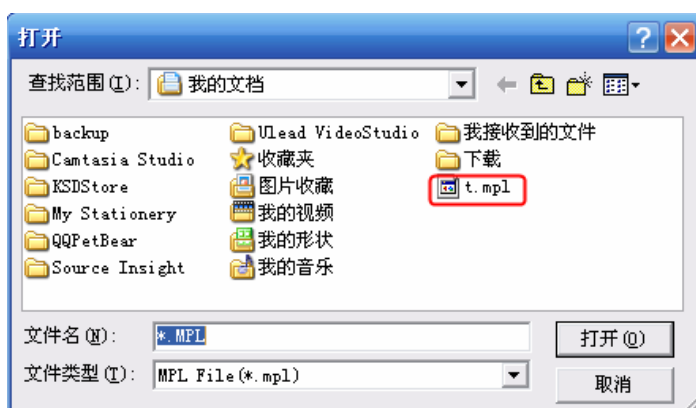 打开
查找范围(I): 我的文档
backup Ulead VideoStudio 我接收到的文件
Camtasia Studio 收藏夹 下载
KSDStore 图片收藏 t.mpl
My Stationery 我的视频
QQPetBear 我的形状
Source Insight 我的音乐
文件名(N): *.MPL 打开(O)
文件类型(T): MPL File(*.mpl) 取消